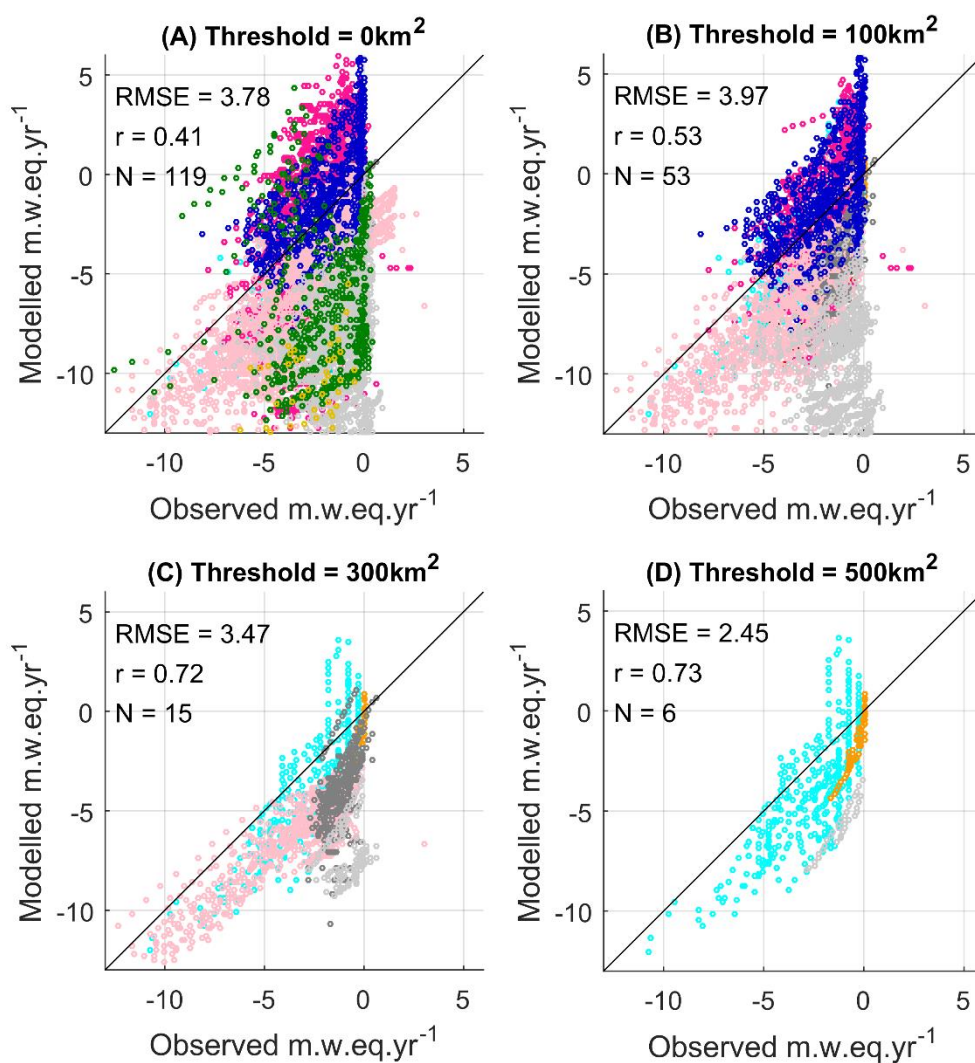 (A) Threshold = 0km²
RMSE = 3.78
r = 0.41
N = 119
5
0
-5
-10
Modelled m.w.eq.yr⁻¹
-10 -5 0 5
Observed m.w.eq.yr⁻¹
(B) Threshold = 100km²
RMSE = 3.97
r = 0.53
N = 53
5
0
-5
-10
Modelled m.w.eq.yr⁻¹
-10 -5 0 5
Observed m.w.eq.yr⁻¹
(C) Threshold = 300km²
RMSE = 3.47
r = 0.72
N = 15
5
0
-5
-10
Modelled m.w.eq.yr⁻¹
-10 -5 0 5
Observed m.w.eq.yr⁻¹
(D) Threshold = 500km²
RMSE = 2.45
r = 0.73
N = 6
5
0
-5
-10
Modelled m.w.eq.yr⁻¹
-10 -5 0 5
Observed m.w.eq.yr⁻¹